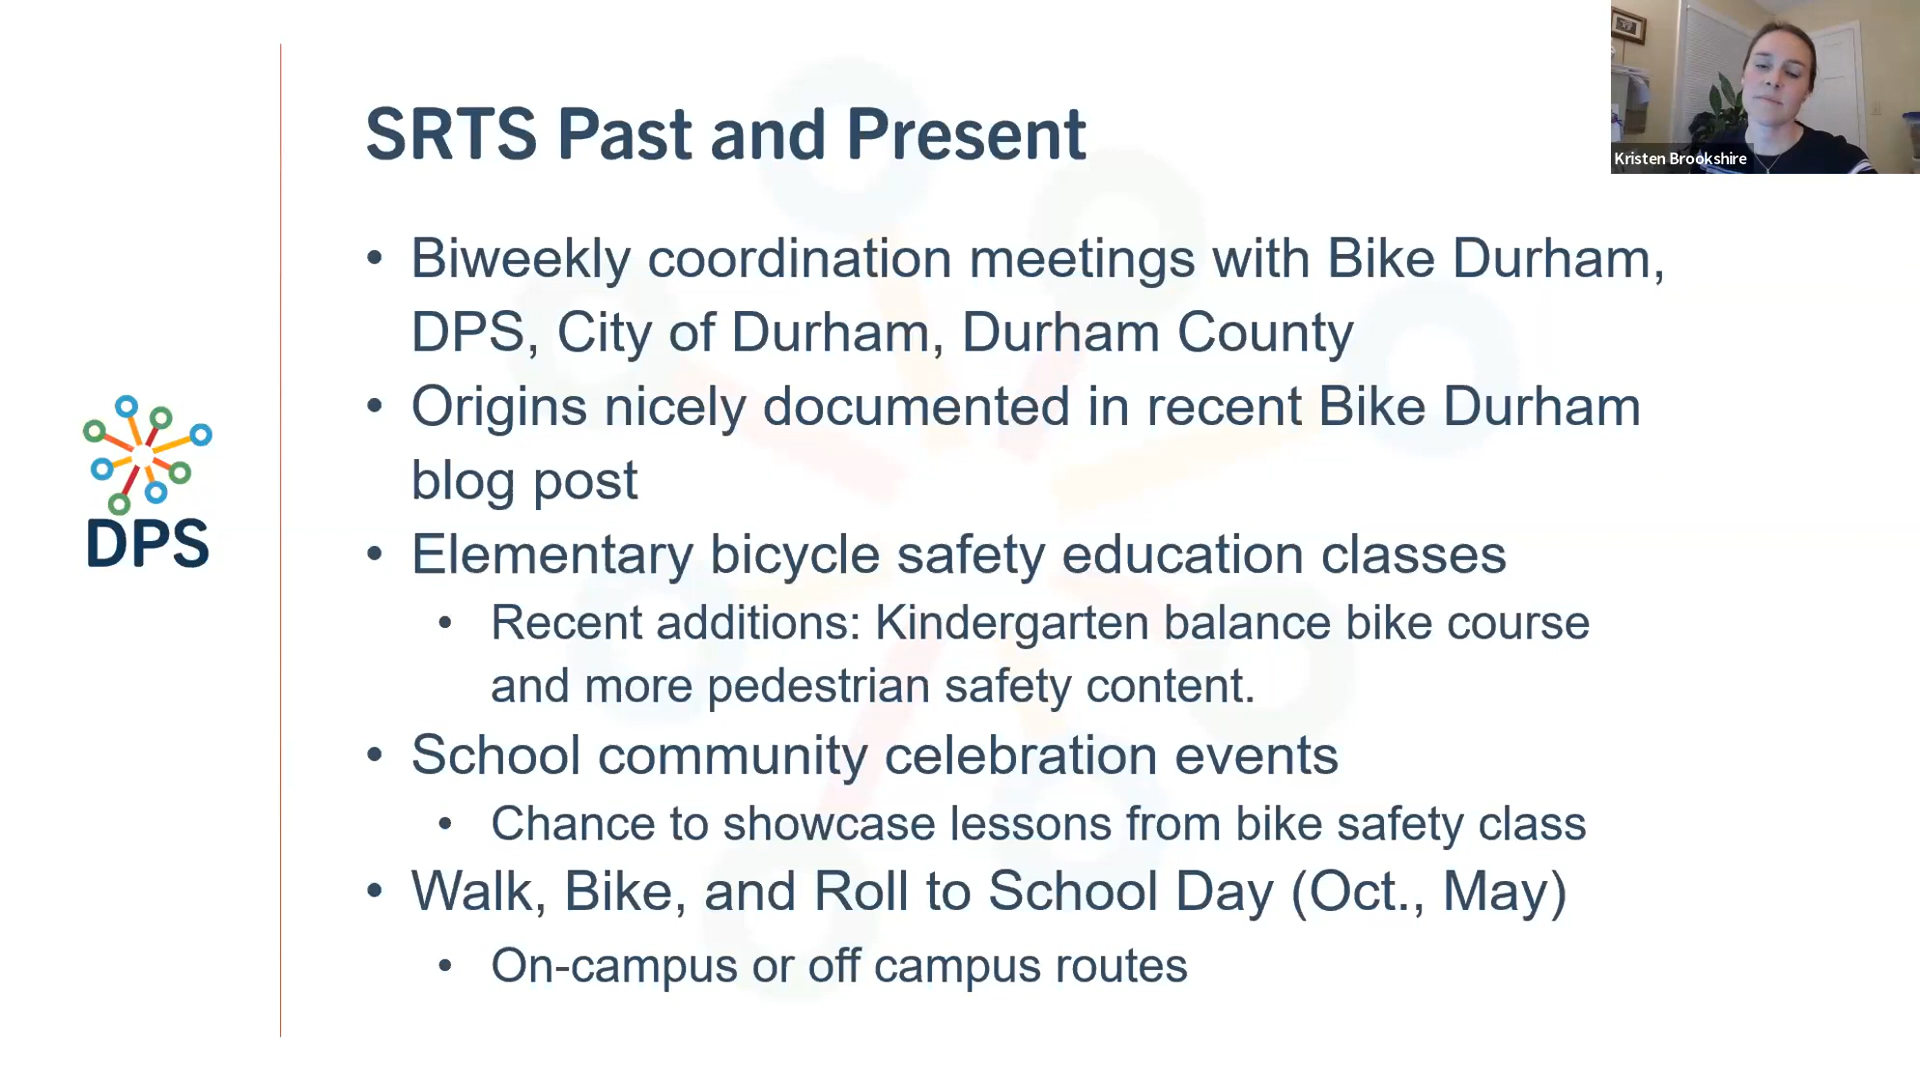 SRTS Past and Present
Kristen Brookshire
• Biweekly coordination meetings with Bike Durham,
DPS, City of Durham, Durham County
• Origins nicely documented in recent Bike Durham
blog post
• Elementary bicycle safety education classes
• Recent additions: Kindergarten balance bike course
and more pedestrian safety content.
• School community celebration events
• Chance to showcase lessons from bike safety class
• Walk, Bike, and Roll to School Day (Oct., May)
• On-campus or off campus routes
DPS